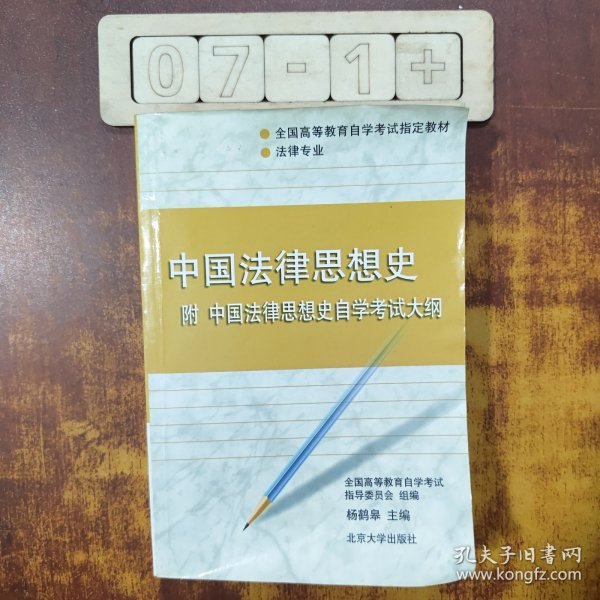 07-1+
全国高等教育自学考试指定教材
法律专业
中国法律思想史
附 中国法律思想史自学考试大纲
全国高等教育自学考试
指导委员会 组编
杨鹤皋 主编
北京大学出版社
孔夫子旧书网
www.kongfz.com